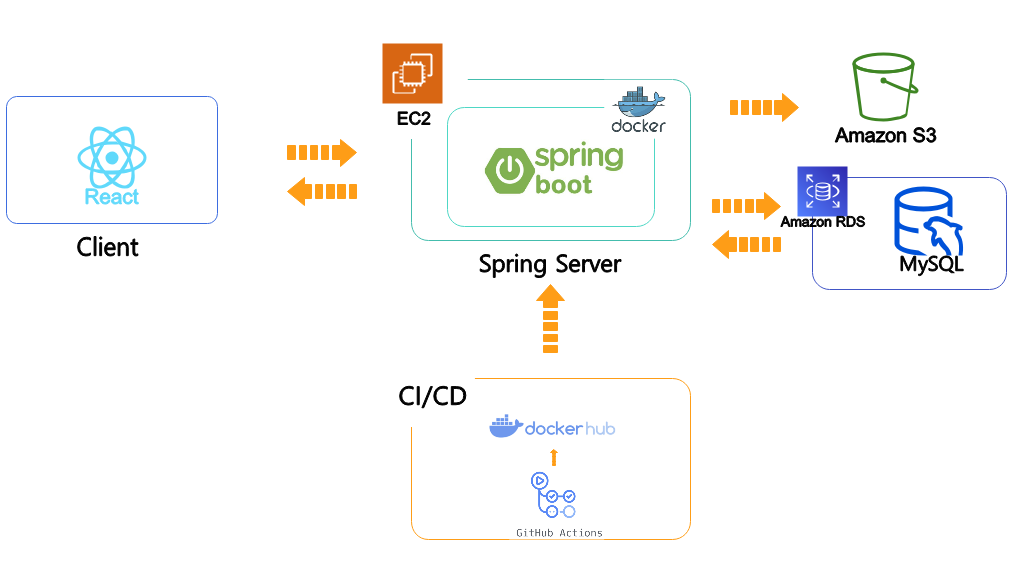 EC2
docker
Amazon S3
React
spring
boot
Client
Amazon RDS
MySQL
Spring Server
CI/CD
docker hub
GitHub Actions